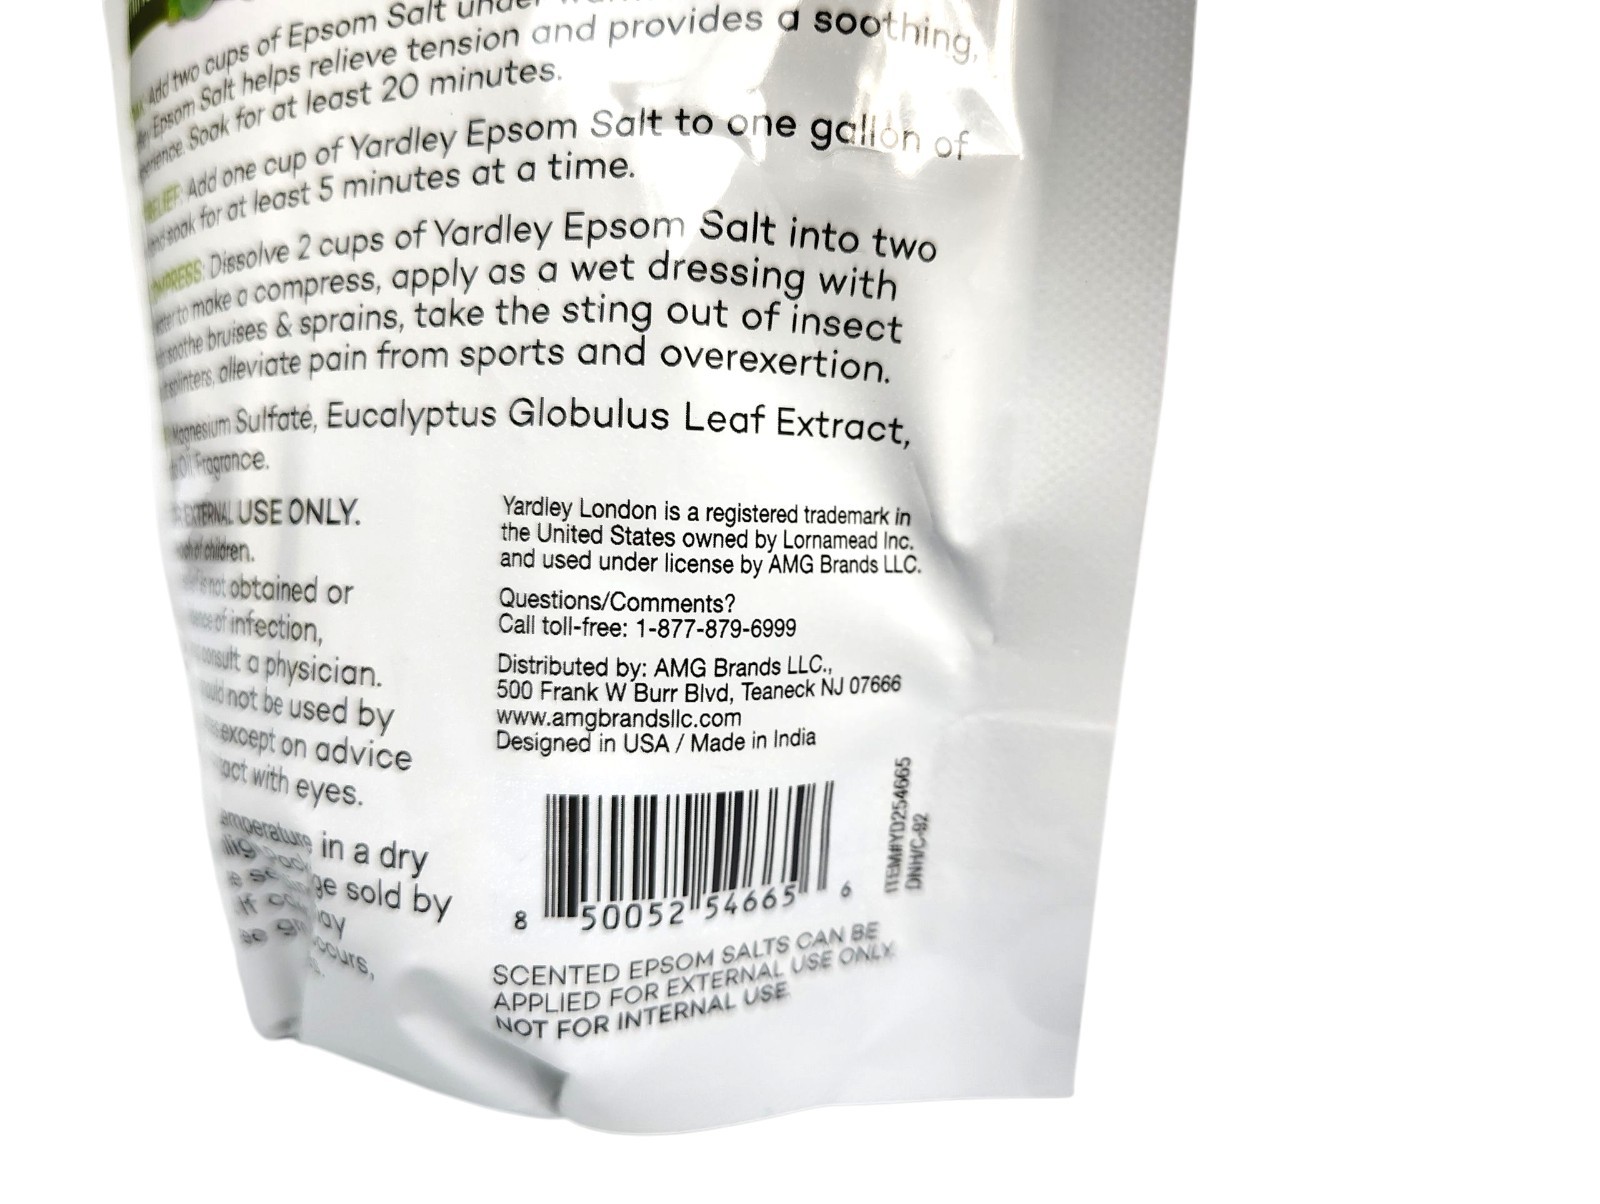 Add two cups of Epsom Salt under
Epsom Salt helps relieve tension and provides a soothing,
Soak for at least 20 minutes.
Add one cup of Yardley Epsom Salt to one gallon of
soak for at least 5 minutes at a time.
Dissolve 2 cups of Yardley Epsom Salt into two
to make a compress, apply as a wet dressing with
soothe bruises & sprains, take the sting out of insect
splinters, alleviate pain from sports and overexertion.
Magnesium Sulfate, Eucalyptus Globulus Leaf Extract,
Oil Fragrance.
EXTERNAL USE ONLY.
of children.
is not obtained or
of infection,
consult a physician.
not be used by
except on advice
with eyes.
temperature in a dry
sold by
Yardley London is a registered trademark in
the United States owned by Lornamead Inc.
and used under license by AMG Brands LLC.
Questions/Comments?
Call toll-free: 1-877-879-6999
Distributed by: AMG Brands LLC.,
500 Frank W Burr Blvd, Teaneck NJ 07666
www.amgbrandsllc.com
Designed in USA / Made in India
8 50052 54665 6
ITEM#YD254665
DNH/C-92
SCENTED EPSOM SALTS CAN BE
APPLIED FOR EXTERNAL USE ONLY.
NOT FOR INTERNAL USE